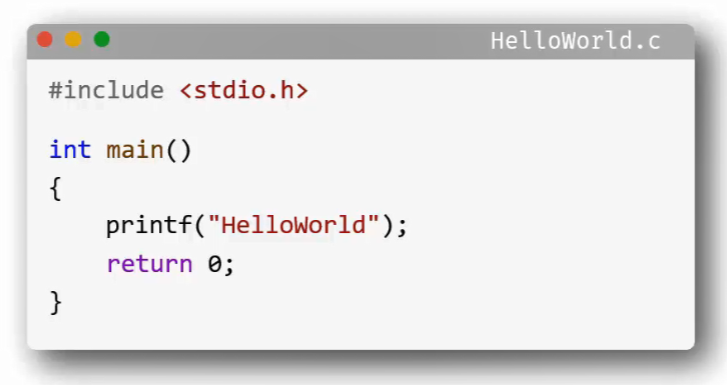 HelloWorld.c
#include <stdio.h>
int main()
{
    printf("HelloWorld");
    return 0;
}